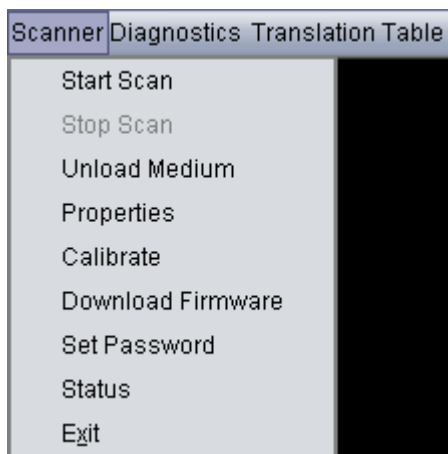 Scanner Diagnostics Translation Table
Start Scan
Stop Scan
Unload Medium
Properties
Calibrate
Download Firmware
Set Password
Status
Exit